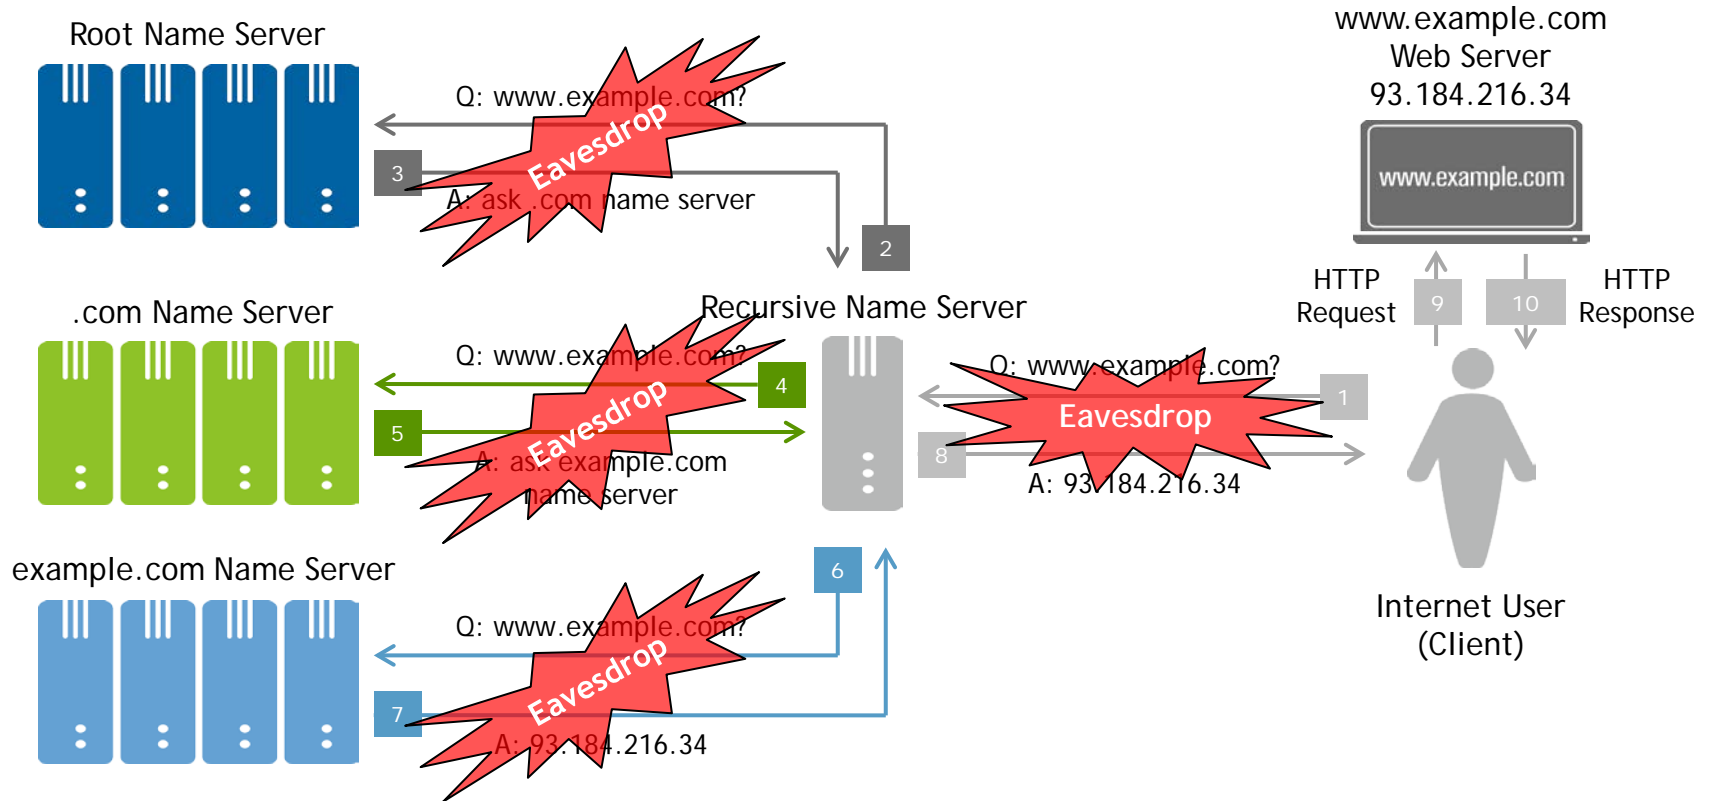 Root Name Server
Q: www.example.com?
Eavesdrop
3
A: ask .com name server
2
www.example.com
Web Server
93.184.216.34
www.example.com
HTTP
Request
9
10
HTTP
Response
.com Name Server
Recursive Name Server
Q: www.example.com?
4
Eavesdrop
5
A: ask example.com
name server
Q: www.example.com?
1
Eavesdrop
8
A: 93.184.216.34
example.com Name Server
6
Q: www.example.com?
Eavesdrop
7
A: 93.184.216.34
Internet User
(Client)